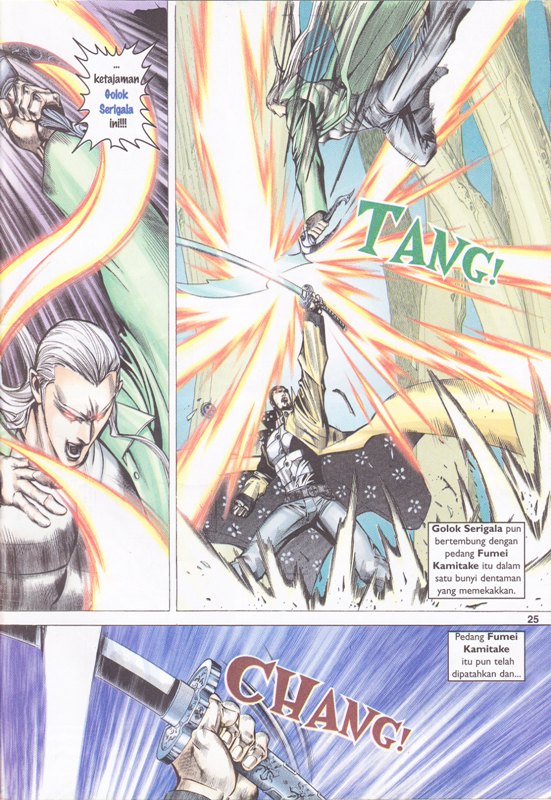 ...
ketajaman
Golok
Serigala
ini!!!
TANG!
Golok Serigala pun
bertembung dengan
pedang Fumei
Kamitake itu dalam
satu bunyi dentaman
yang memekakkan.
25
Pedang Fumei
Kamitake
itu pun telah
dipatahkan dan...
CHANG!